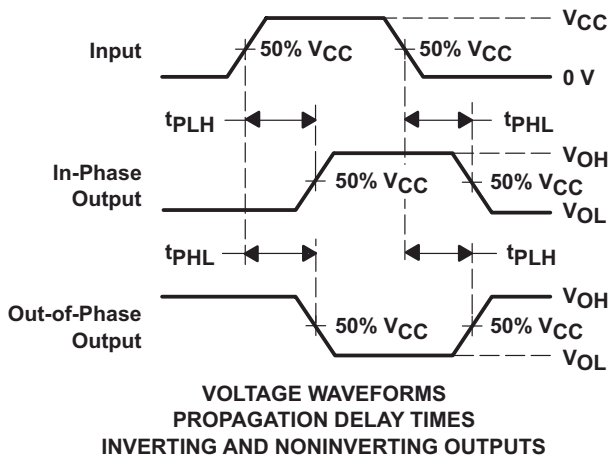 VCC
Input
50% VCC
50% VCC
0 V
tPLH
tPHL
In-Phase
Output
VOH
50% VCC
50% VCC
VOL
tPHL
tPLH
Out-of-Phase
Output
VOH
50% VCC
50% VCC
VOL
VOLTAGE WAVEFORMS
PROPAGATION DELAY TIMES
INVERTING AND NONINVERTING OUTPUTS